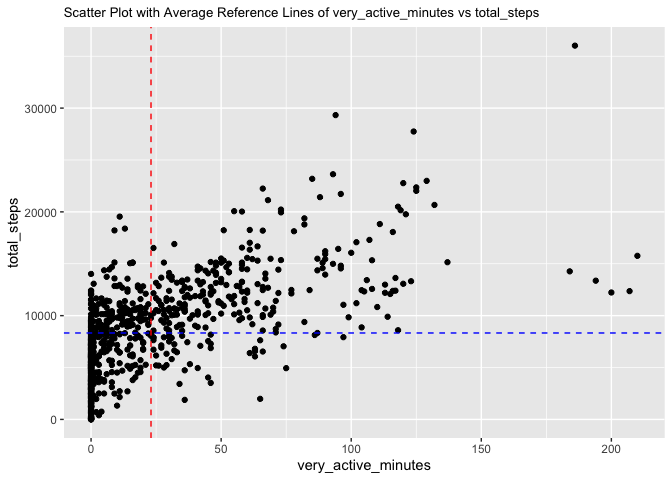 Scatter Plot with Average Reference Lines of very_active_minutes vs total_steps
30000
20000
10000
0
total_steps
0 50 100 150 200
very_active_minutes